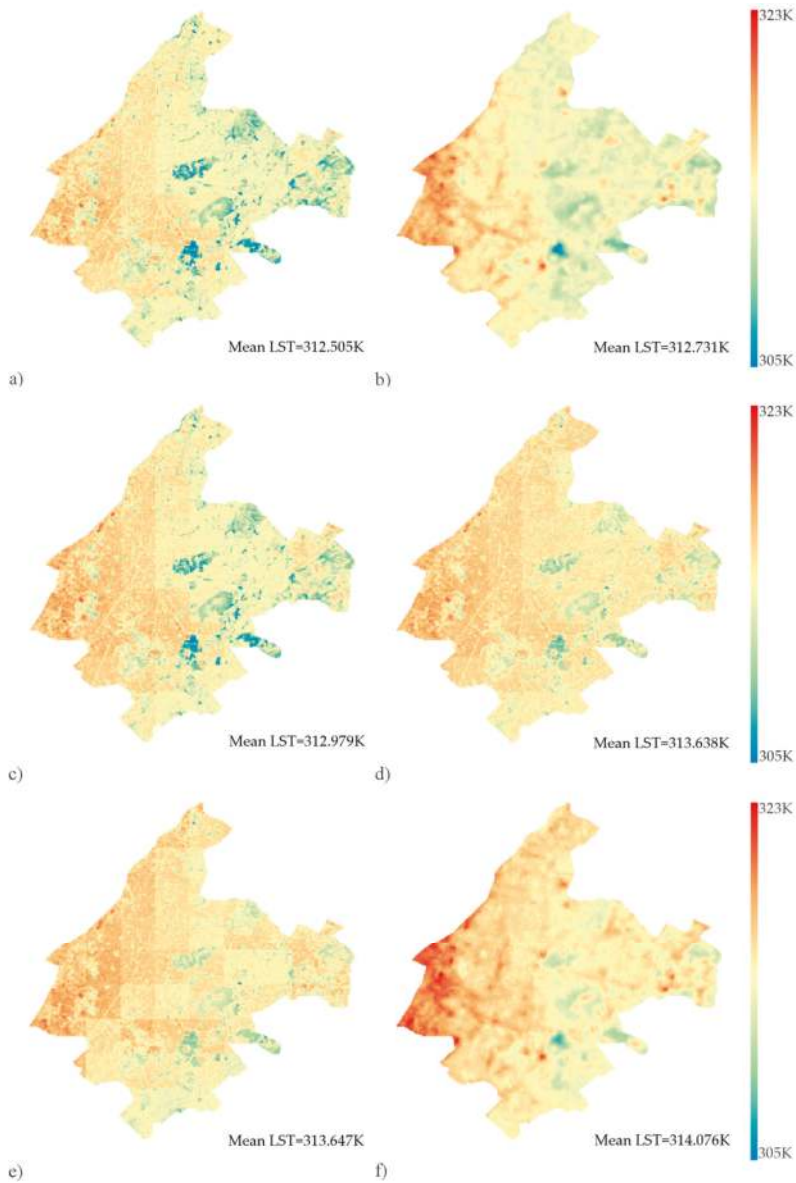 323K
Mean LST=312.505K
Mean LST=312.731K
305K
a)
b)
323K
Mean LST=312.979K
Mean LST=313.638K
305K
c)
d)
323K
Mean LST=313.647K
Mean LST=314.076K
305K
e)
f)